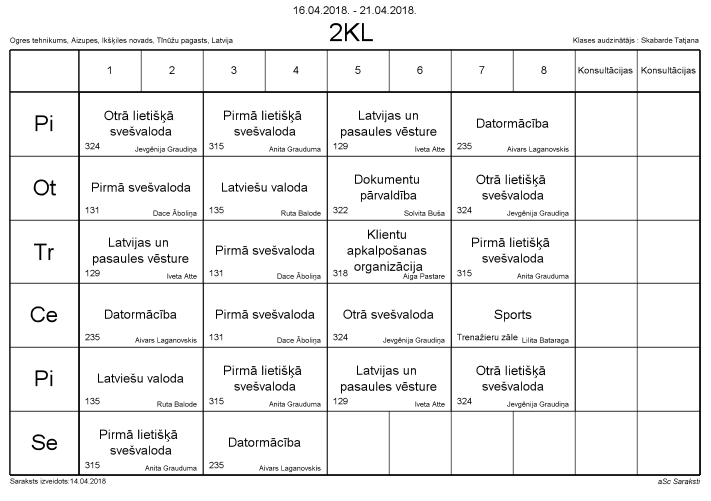 16.04.2018. - 21.04.2018.
2KL
Ogres tehnikums, Aizupes, Ikšķiles novads, Tīnūžu pagasts, Latvija
Klases audzinātājs : Skabarde Tatjana
1 2 3 4 5 6 7 8 Konsultācijas Konsultācijas
Pi
Otrā lietišķā
svešvaloda
324 Jevgēnija Graudiņa
Pirmā lietišķā
svešvaloda
315 Anita Grauduma
Latvijas un
pasaules vēsture
129 Iveta Atte
Datormācība
235 Aivars Laganovskis
Ot
Pirmā svešvaloda
131 Dace Āboliņa
Latviešu valoda
135 Ruta Balode
Dokumentu
pārvaldība
322 Solvita Buša
Otrā lietišķā
svešvaloda
324 Jevgēnija Graudiņa
Tr
Latvijas un
pasaules vēsture
129 Iveta Atte
Pirmā svešvaloda
131 Dace Āboliņa
Klientu
apkalpošanas
organizācija
318 Aiga Pastare
Pirmā lietišķā
svešvaloda
315 Anita Grauduma
Ce
Datormācība
235 Aivars Laganovskis
Pirmā svešvaloda
131 Dace Āboliņa
Otrā svešvaloda
324 Jevgēnija Graudiņa
Sports
Trenažieru zāle Lilita Bataraga
Pi
Latviešu valoda
135 Ruta Balode
Pirmā lietišķā
svešvaloda
315 Anita Grauduma
Latvijas un
pasaules vēsture
129 Iveta Atte
Otrā lietišķā
svešvaloda
324 Jevgēnija Graudiņa
Se
Pirmā lietišķā
svešvaloda
315 Anita Grauduma
Datormācība
235 Aivars Laganovskis
Saraksts izveidots:14.04.2018
aSc Saraksti